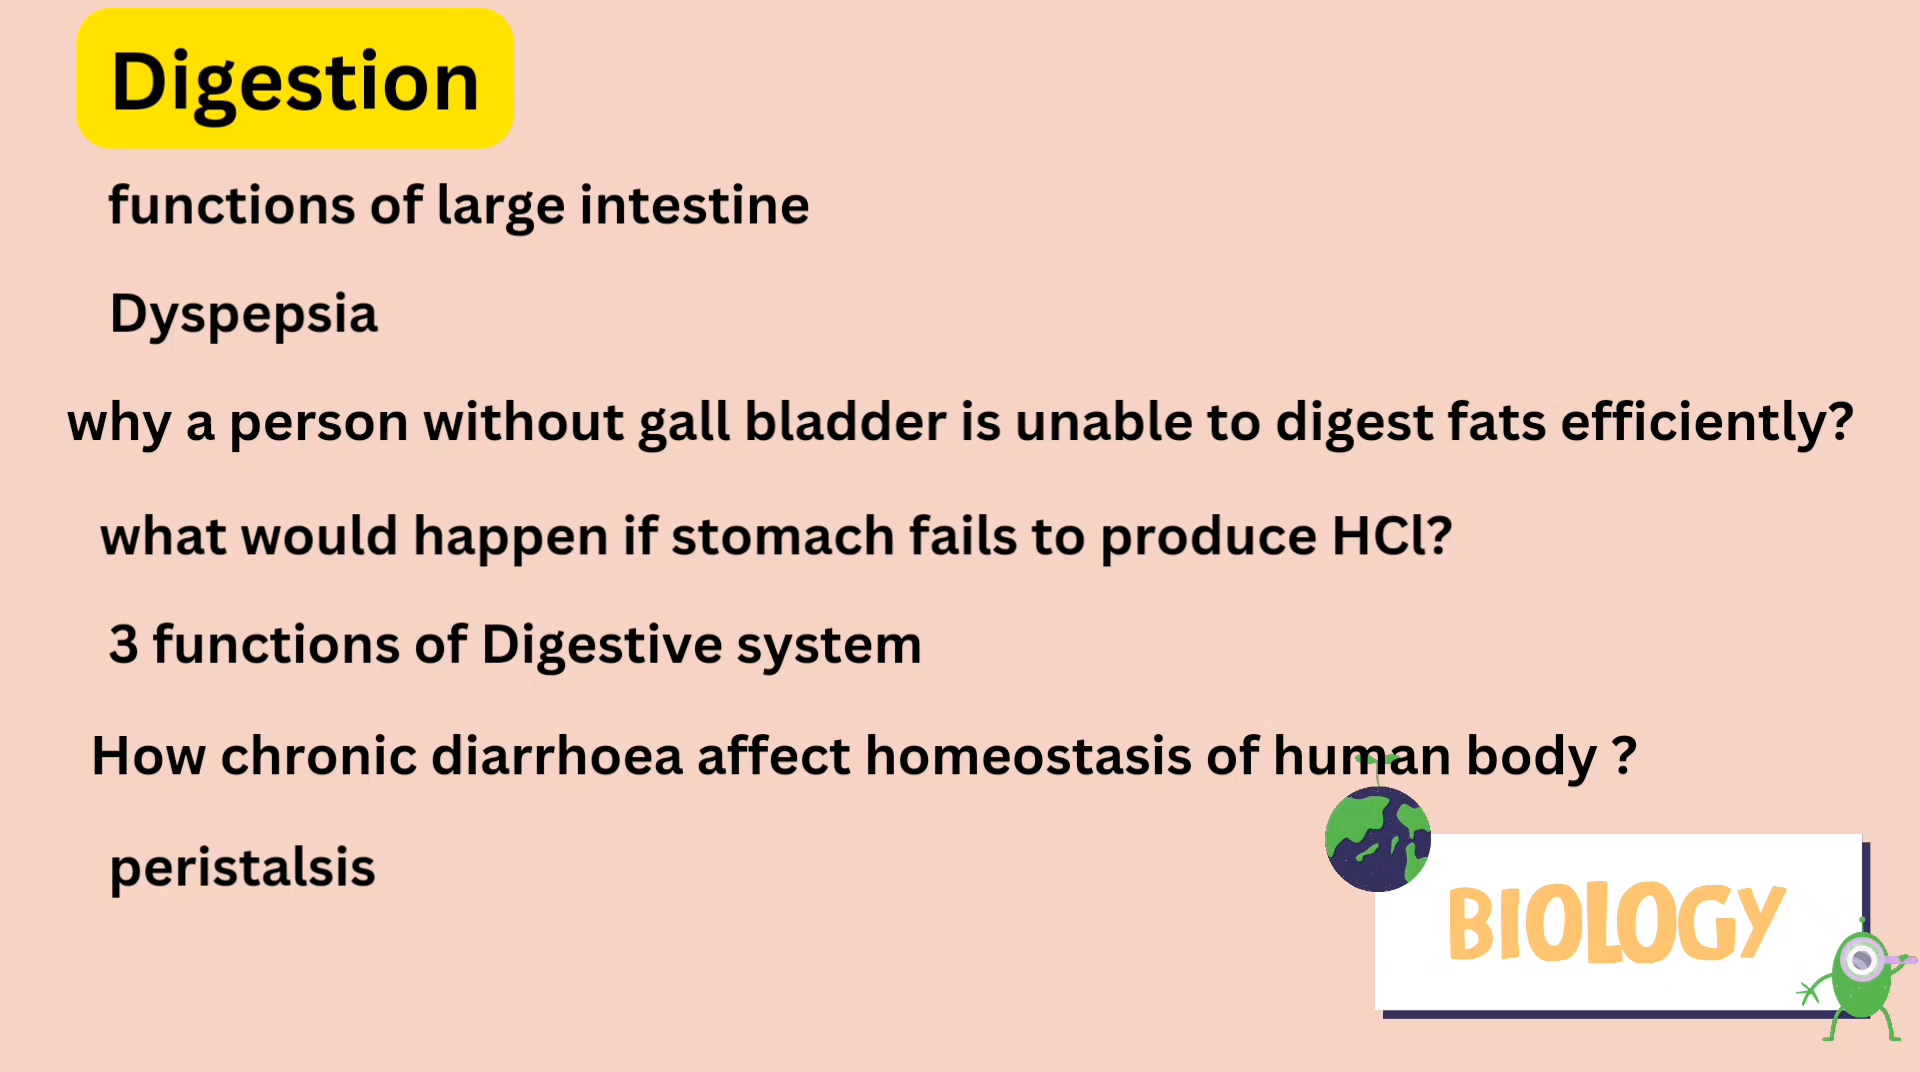 Digestion
functions of large intestine
Dyspepsia
why a person without gall bladder is unable to digest fats efficiently?
what would happen if stomach fails to produce HCl?
3 functions of Digestive system
How chronic diarrhoea affect homeostasis of human body ?
peristalsis
BIOLOGY